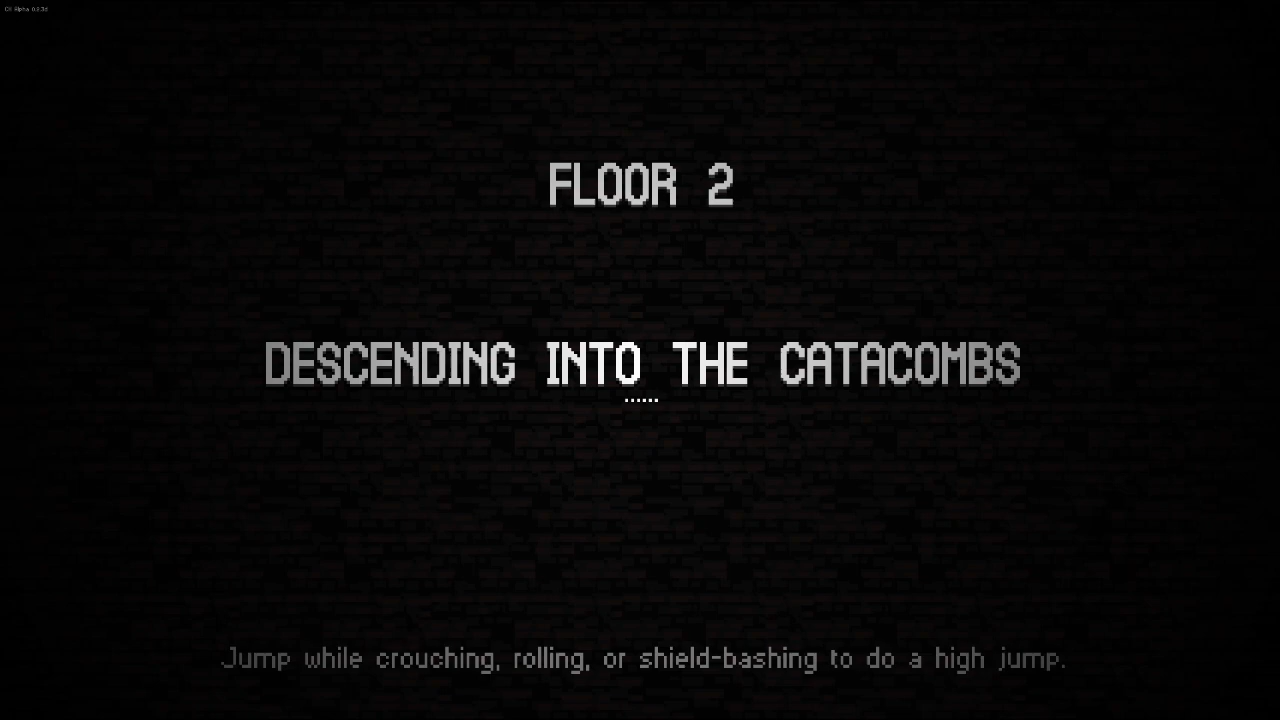 FLOOR 2
DESCENDING INTO THE CATACOMBS
......
Jump while crouching, rolling, or shield-bashing to do a high jump.